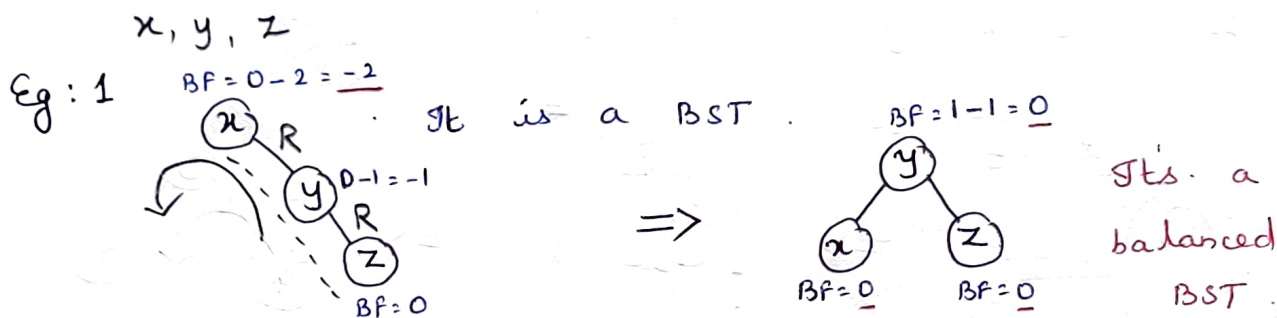 x, y, z
Eg : 1
BF = 0 - 2 = -2
x
R
y
0-1 = -1
R
z
BF = 0
It is a BST .
=>
BF = 1 - 1 = 0
y
x
z
BF = 0
BF = 0
It's. a
balanced
BST .